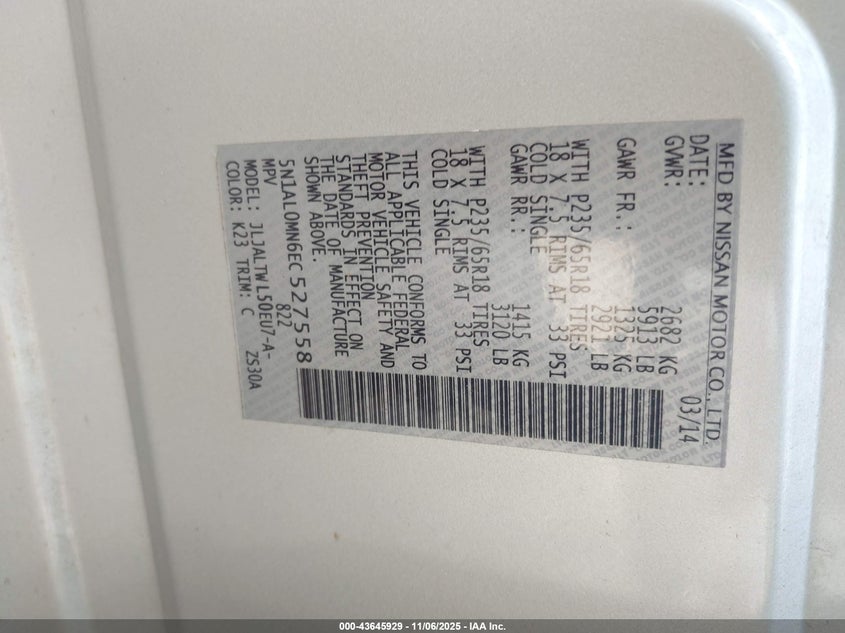 MFD BY NISSAN MOTOR CO., LTD.
DATE: 03/14
GVWR: 2682 KG
5913 LB
GAWR FR.: 1325 KG
2921 LB
WITH P235/65R18 TIRES
18 X 7.5 RIMS AT 33 PSI
COLD SINGLE
GAWR RR.: 1415 KG
3120 LB
WITH P235/65R18 TIRES
18 X 7.5 RIMS AT 33 PSI
COLD SINGLE
THIS VEHICLE CONFORMS TO
ALL APPLICABLE FEDERAL
MOTOR VEHICLE SAFETY AND
THEFT PREVENTION
STANDARDS IN EFFECT ON
THE DATE OF MANUFACTURE
SHOWN ABOVE.
5N1AL0MN6EC527558
MPV 822
MODEL: JLJALTWL50EU7-A-
COLOR: K23 TRIM: C ZS30A
000-43645929 - 11/06/2025 - IAA Inc.